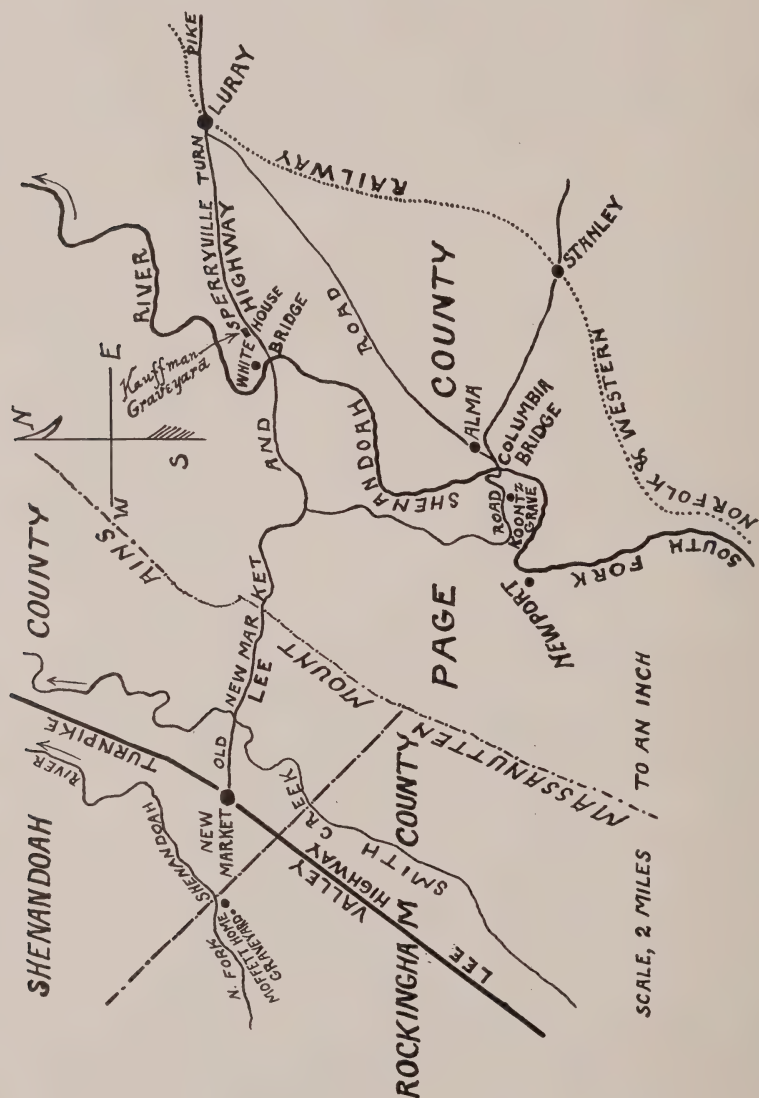 SHENANDOAH COUNTY
N
E
S
W
TURNPIKE
RIVER
N. FORK SHENANDOAH
MOFFETT HOME
GRAVEYARD.
NEW
MARKET
VALLEY
LEE HIGHWAY
SMITH CREEK
ROCKINGHAM COUNTY
OLD NEW MARKET AND SPERRYVILLE TURN PIKE
LEE
HIGHWAY
MASSANUTTEN MOUNT AINS
Kauffman
Graveyard
WHITE HOUSE
BRIDGE
RIVER
SHENANDOAH
SOUTH FORK
LURAY
ROAD
RAILWAY
NORFOLK & WESTERN
STANLEY
PAGE COUNTY
ALMA
COLUMBIA
BRIDGE
ROAD
KOONTZ
GRAVE
NEWPORT
SCALE, 2 MILES TO AN INCH